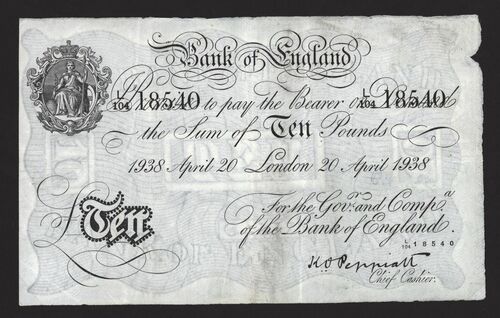 Bank of England
L/104 18540 to pay the Bearer on L/104 18540
the Sum of Ten Pounds
1938 April 20 London 20 April 1938
For the Govr. and Compa.
of the Bank of England.
L/104 18540
£Ten
K.O. Peppiatt
Chief Cashier.